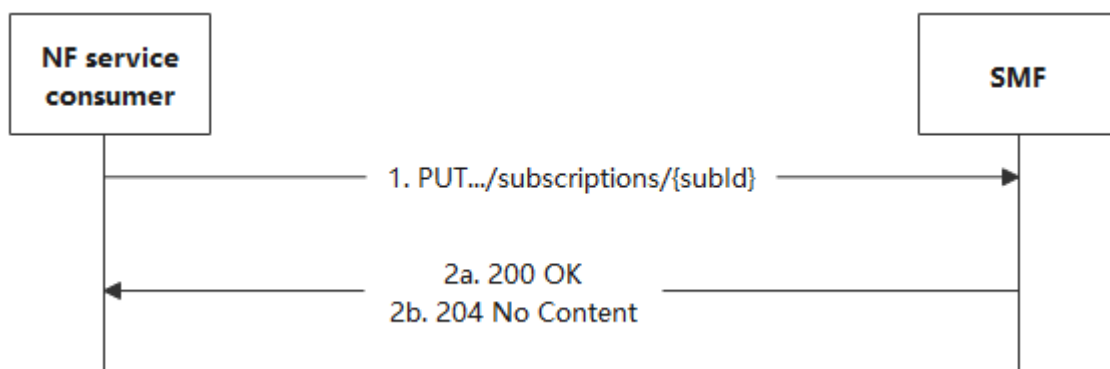 NF service
consumer
SMF
1. PUT.../subscriptions/{subId}
2a. 200 OK
2b. 204 No Content